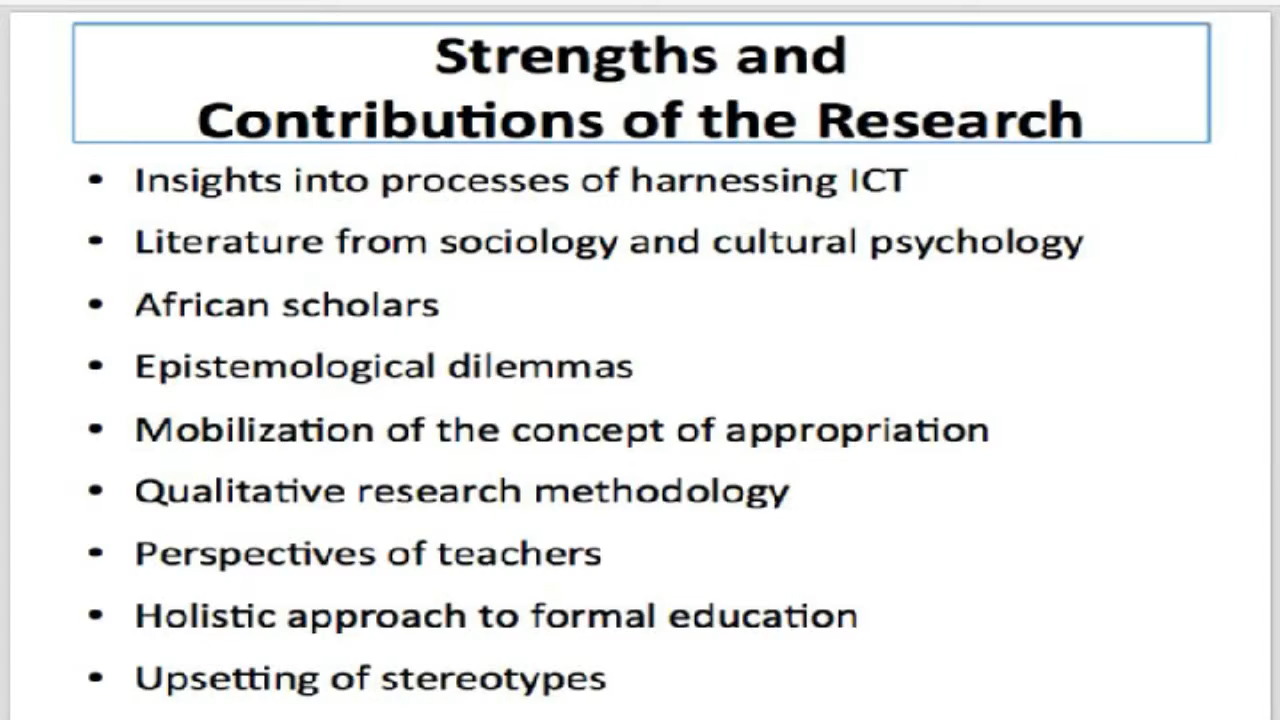 Strengths and
Contributions of the Research
• Insights into processes of harnessing ICT
• Literature from sociology and cultural psychology
• African scholars
• Epistemological dilemmas
• Mobilization of the concept of appropriation
• Qualitative research methodology
• Perspectives of teachers
• Holistic approach to formal education
• Upsetting of stereotypes